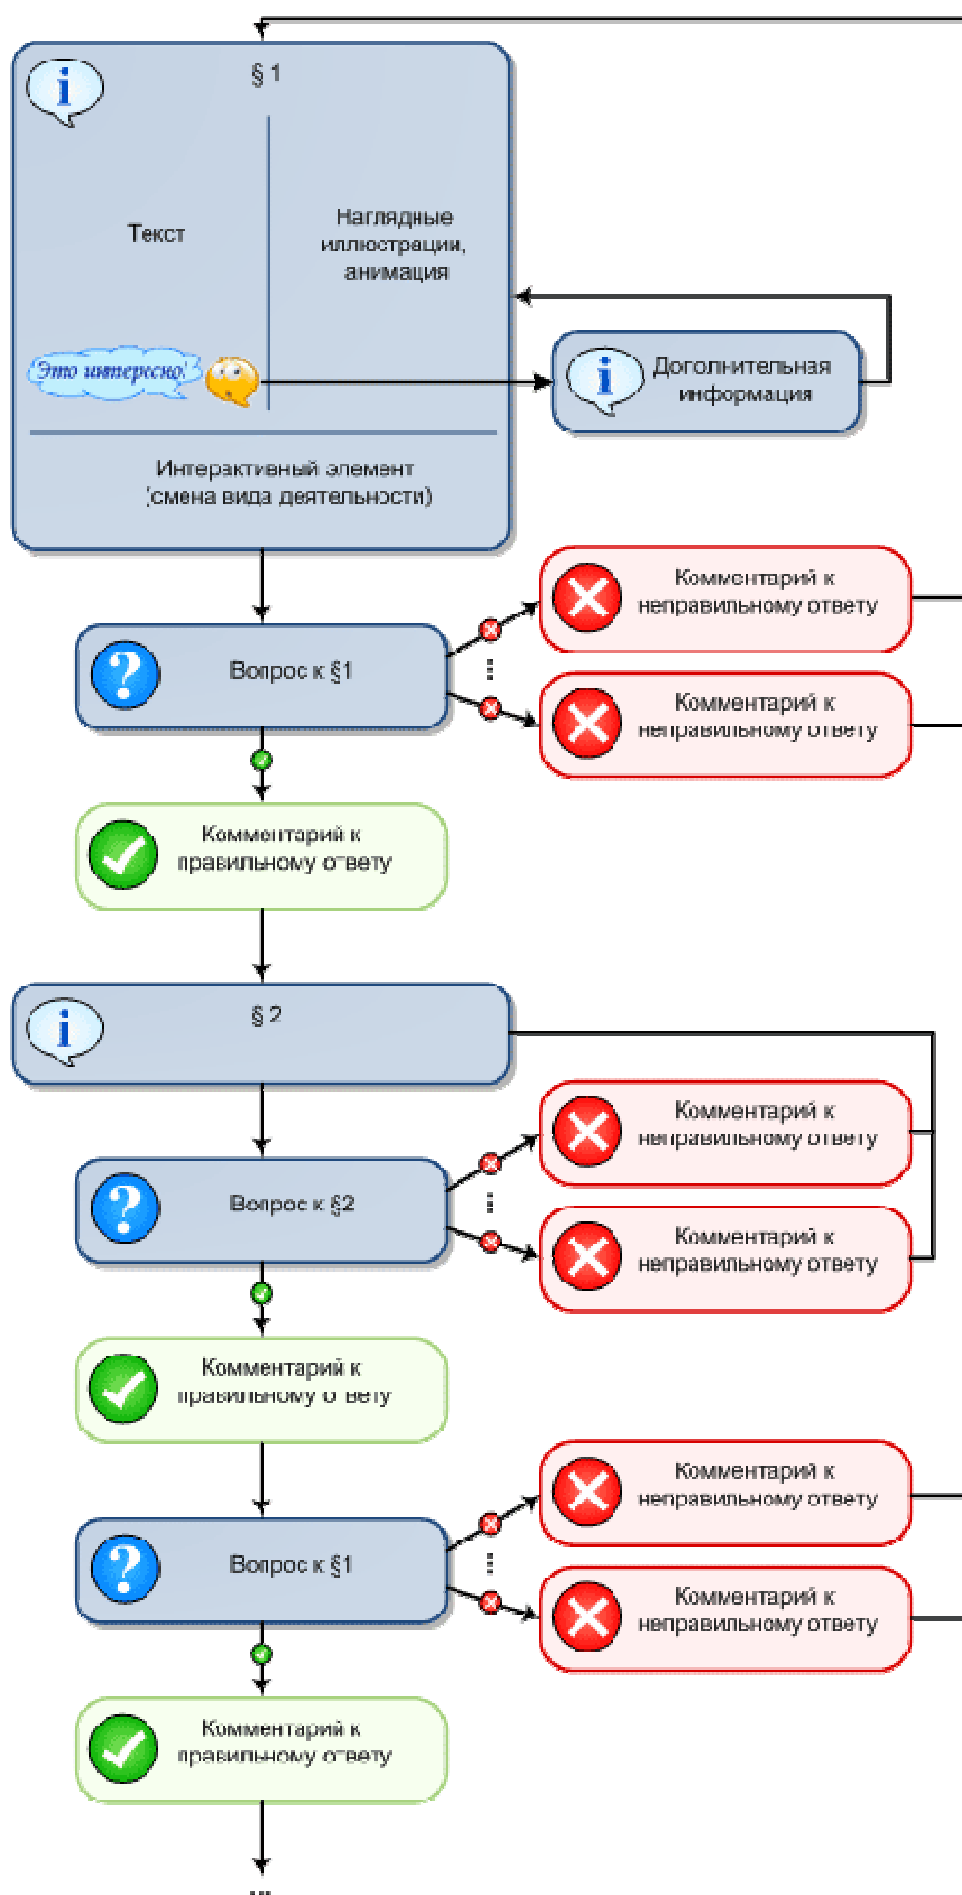 § 1
Текст
Наглядные
иллюстрации,
анимация
Это интересно!
Дополнительная
информация
Интерактивный элемент
(смена вида деятельности)
Комментарий к
неправильному ответу
Вопрос к §1
...
Комментарий к
неправильному ответу
Комментарий к
правильному ответу
§ 2
Комментарий к
неправильному ответу
Вопрос к §2
...
Комментарий к
неправильному ответу
Комментарий к
правильному ответу
Комментарий к
неправильному ответу
Вопрос к §1
...
Комментарий к
неправильному ответу
Комментарий к
правильному ответу
...